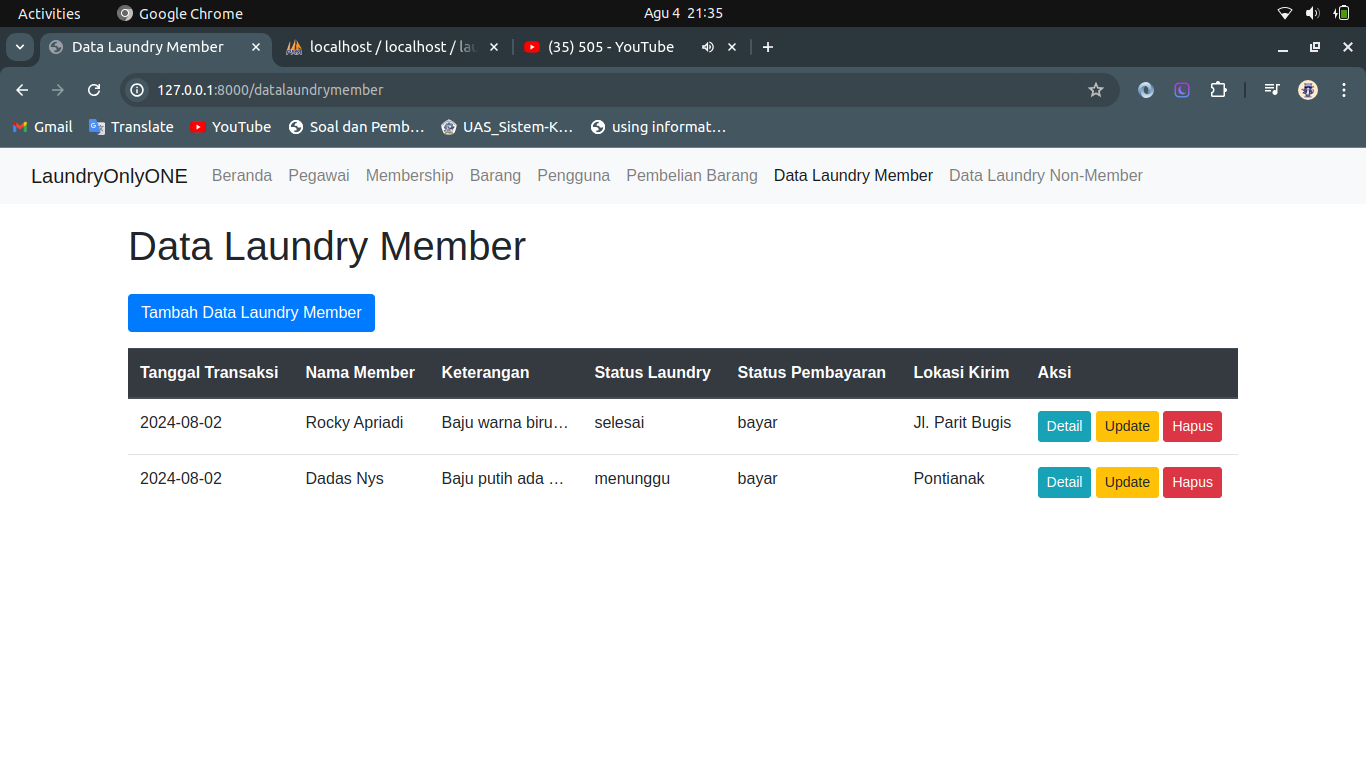 Activities Google Chrome Agu 4 21:35
Data Laundry Member localhost / localhost / la (35) 505 - YouTube
127.0.0.1:8000/datalaundrymember
Gmail Translate YouTube Soal dan Pemb... UAS_Sistem-K... using informat...
LaundryOnlyONE Beranda Pegawai Membership Barang Pengguna Pembelian Barang Data Laundry Member Data Laundry Non-Member
Data Laundry Member
Tambah Data Laundry Member
Tanggal Transaksi Nama Member Keterangan Status Laundry Status Pembayaran Lokasi Kirim Aksi
2024-08-02 Rocky Apriadi Baju warna biru... selesai bayar Jl. Parit Bugis Detail Update Hapus
2024-08-02 Dadas Nys Baju putih ada ... menunggu bayar Pontianak Detail Update Hapus